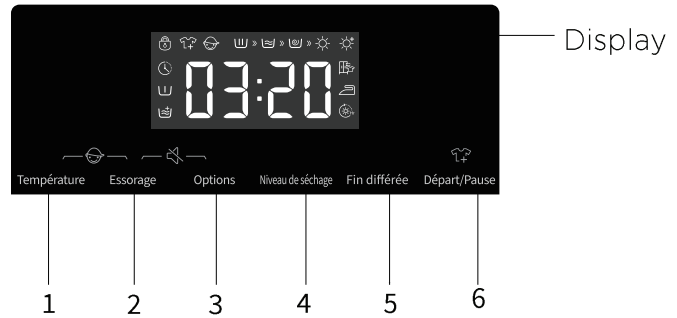 Display
03:20
Température Essorage Options Niveau de séchage Fin différée Départ/Pause
1 2 3 4 5 6